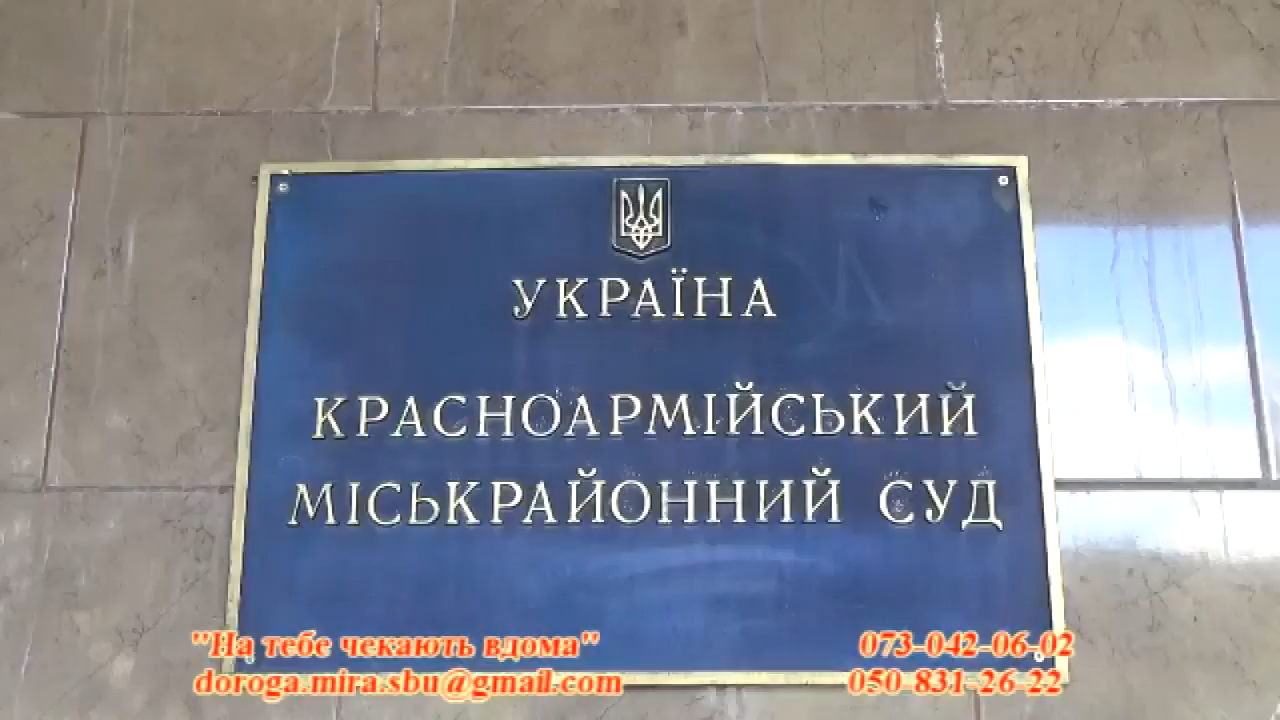 УКРАЇНА
КРАСНОАРМІЙСЬКИЙ
МІСЬКРАЙОННИЙ СУД
"На тебе чекають вдома" 073-042-06-02
doroga.mira.sbu@gmail.com 050-831-26-22